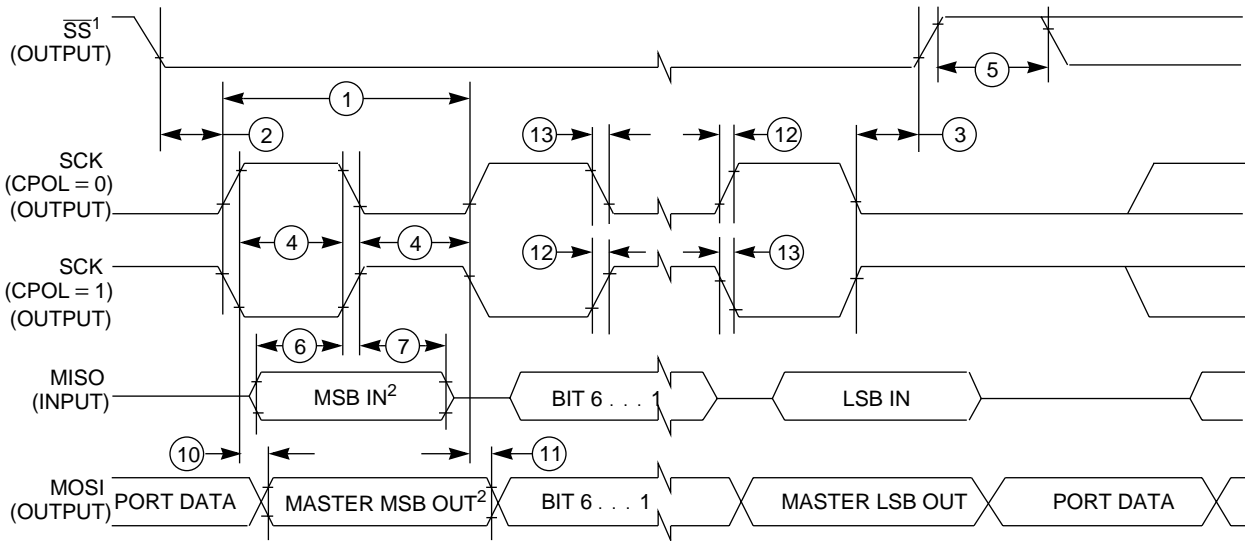 SS¹
(OUTPUT)
5
1
2
13
12
3
SCK
(CPOL = 0)
(OUTPUT)
4
4
12
13
SCK
(CPOL = 1)
(OUTPUT)
6
7
MISO
(INPUT)
MSB IN²
BIT 6 . . . 1
LSB IN
10
11
MOSI
(OUTPUT)
PORT DATA
MASTER MSB OUT²
BIT 6 . . . 1
MASTER LSB OUT
PORT DATA